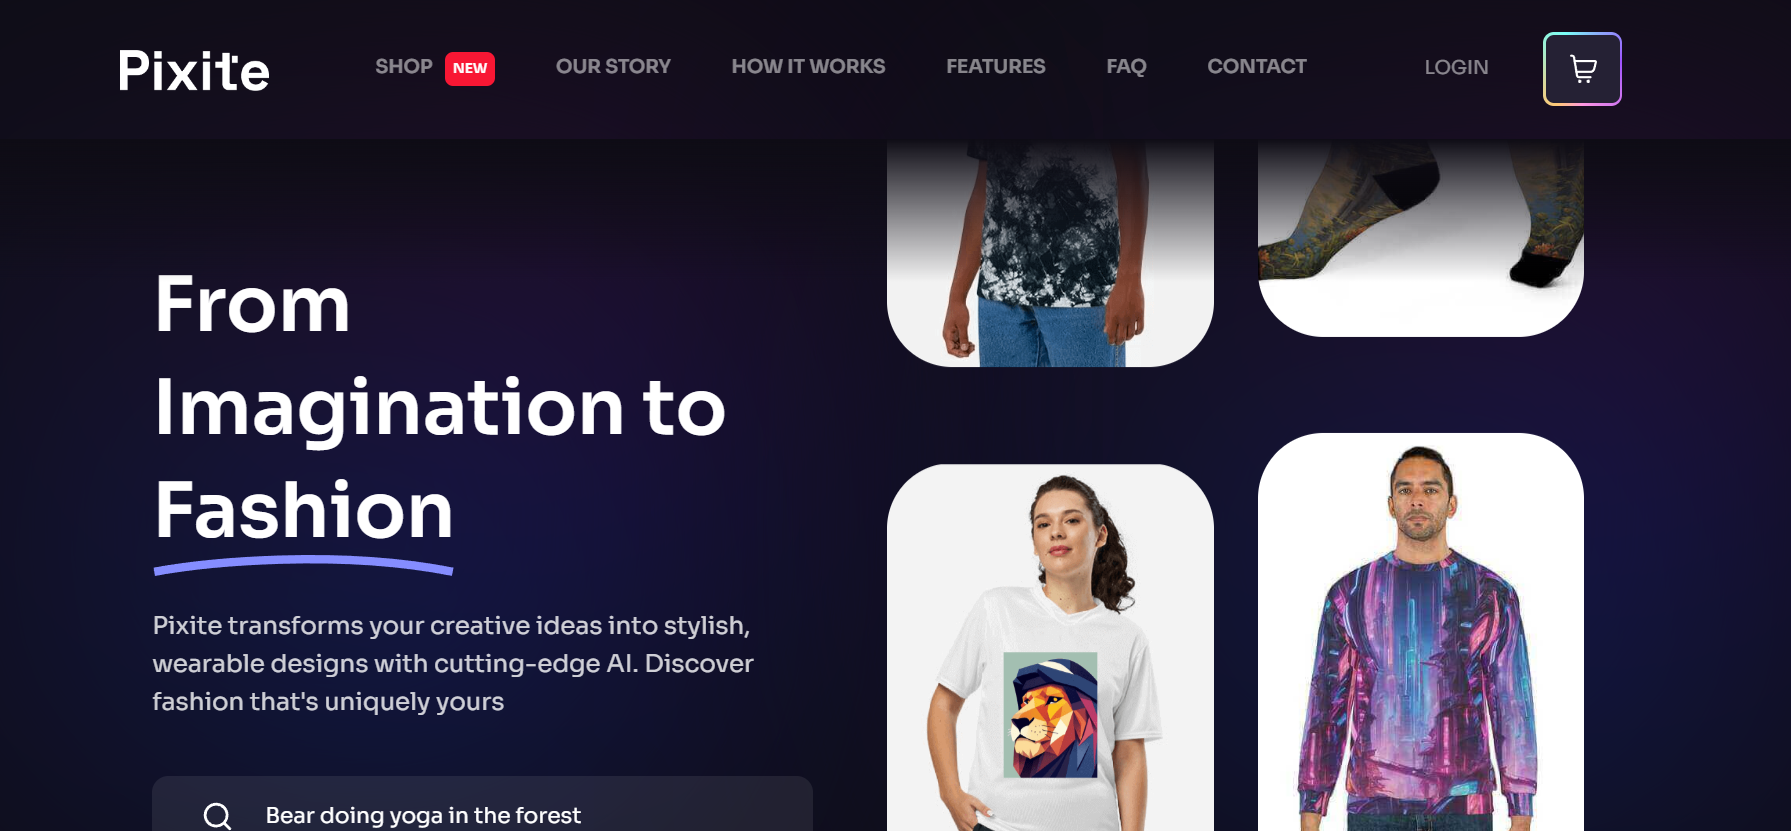 Pixite
SHOP NEW
OUR STORY
HOW IT WORKS
FEATURES
FAQ
CONTACT
LOGIN
From
Imagination to
Fashion
Pixite transforms your creative ideas into stylish,
wearable designs with cutting-edge AI. Discover
fashion that's uniquely yours
Bear doing yoga in the forest